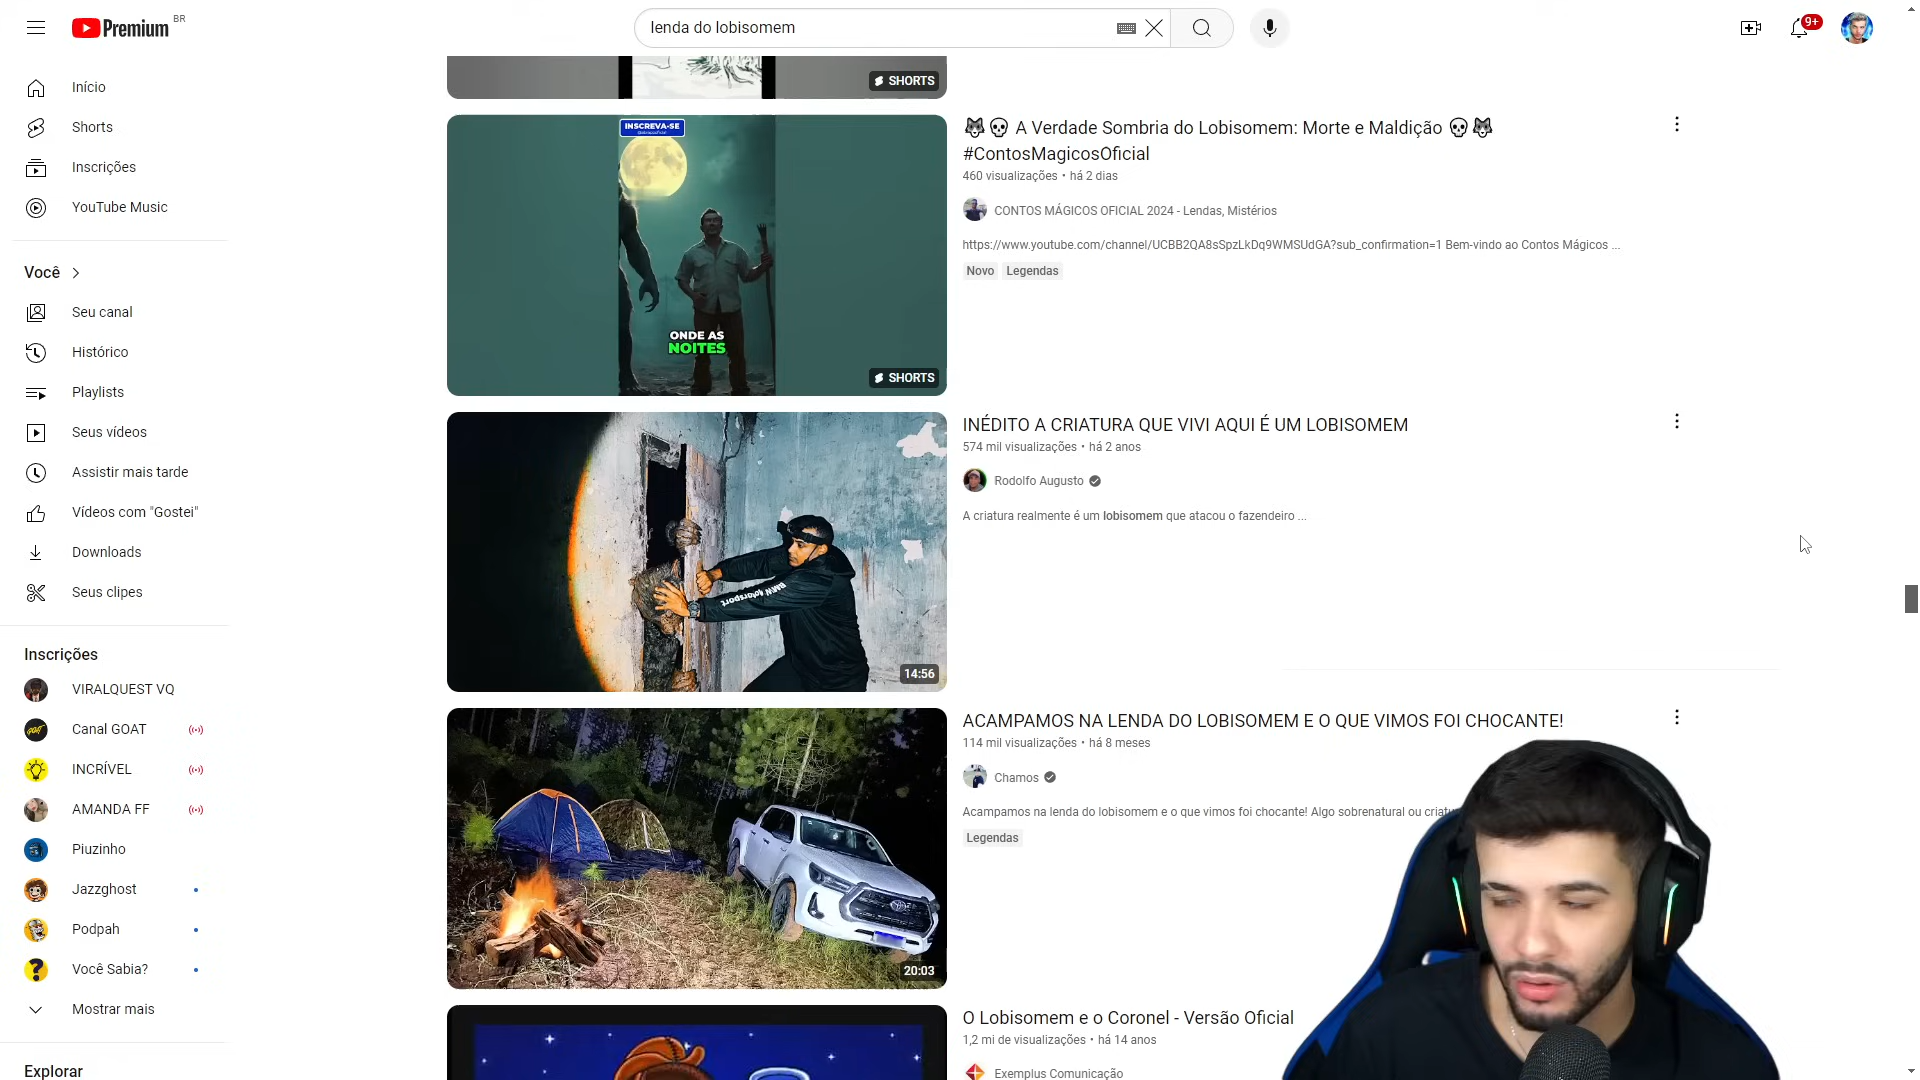 Premium BR
lenda do lobisomem
9+
Início
Shorts
Inscrições
YouTube Music
Você
Seu canal
Histórico
Playlists
Seus vídeos
Assistir mais tarde
Vídeos com "Gostei"
Downloads
Seus clipes
Inscrições
VIRALQUEST VQ
Canal GOAT
INCRÍVEL
AMANDA FF
Piuzinho
Jazzghost
Podpah
Você Sabia?
Mostrar mais
Explorar
SHORTS
INSCREVA-SE
ONDE AS
NOITES
SHORTS
A Verdade Sombria do Lobisomem: Morte e Maldição
#ContosMagicosOficial
460 visualizações • há 2 dias
CONTOS MÁGICOS OFICIAL 2024 - Lendas, Mistérios
https://www.youtube.com/channel/UCBB2QA8sSpzLkDq9WMSUdGA?sub_confirmation=1 Bem-vindo ao Contos Mágicos ...
Novo Legendas
14:56
INÉDITO A CRIATURA QUE VIVI AQUI É UM LOBISOMEM
574 mil visualizações • há 2 anos
Rodolfo Augusto
A criatura realmente é um lobisomem que atacou o fazendeiro ...
20:03
ACAMPAMOS NA LENDA DO LOBISOMEM E O QUE VIMOS FOI CHOCANTE!
114 mil visualizações • há 8 meses
Chamos
Acampamos na lenda do lobisomem e o que vimos foi chocante! Algo sobrenatural ou
Legendas
O Lobisomem e o Coronel - Versão Oficial
1,2 mi de visualizações • há 14 anos
Exemplus Comunicação